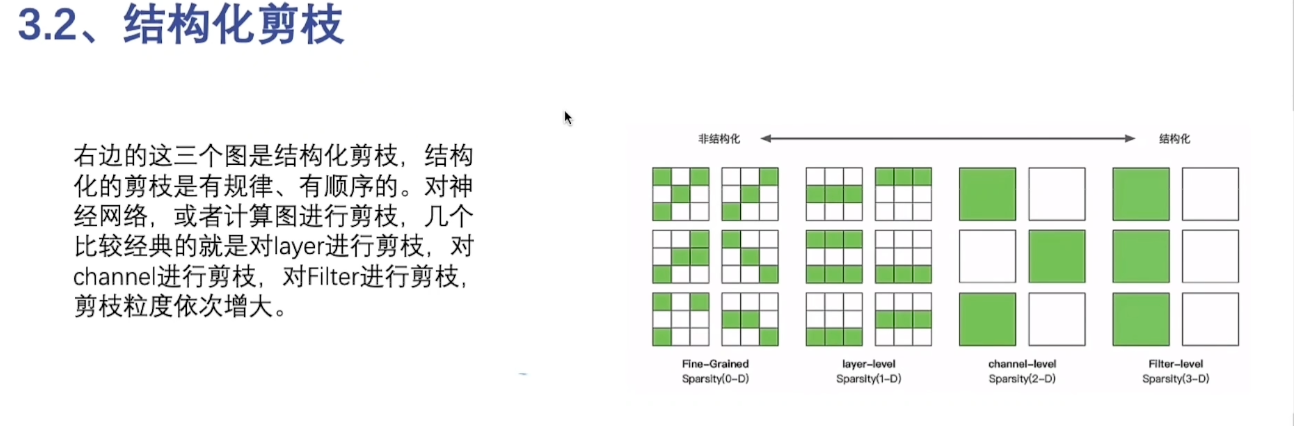 3.2、结构化剪枝
右边的这三个图是结构化剪枝，结构
化的剪枝是有规律、有顺序的。对神
经网络，或者计算图进行剪枝，几个
比较经典的就是对layer进行剪枝，对
channel进行剪枝，对Filter进行剪枝，
剪枝粒度依次增大。
非结构化
结构化
Fine-Grained
Sparsity(0-D)
layer-level
Sparsity(1-D)
channel-level
Sparsity(2-D)
Filter-level
Sparsity(3-D)